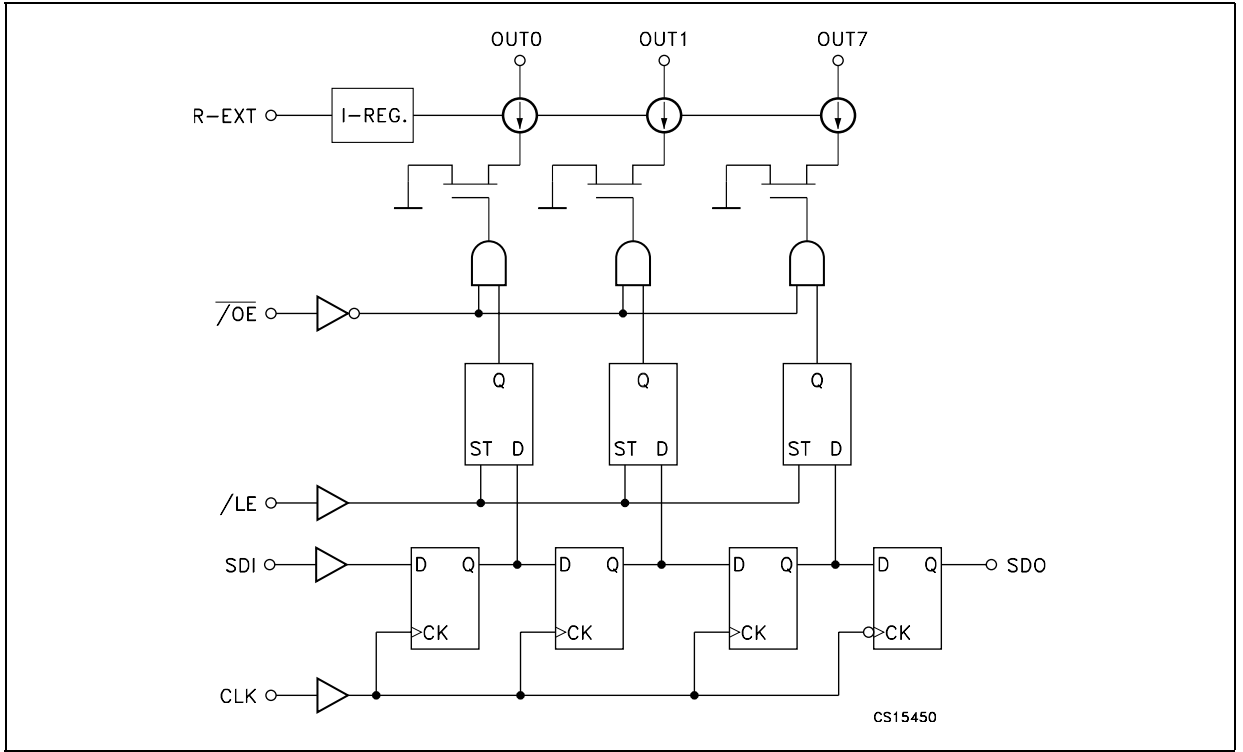 OUT0 OUT1 OUT7
R-EXT I-REG.
/OE
Q Q Q
ST D ST D ST D
/LE
SDI D Q D Q D Q D Q SDO
CK CK CK CK
CLK
CS15450